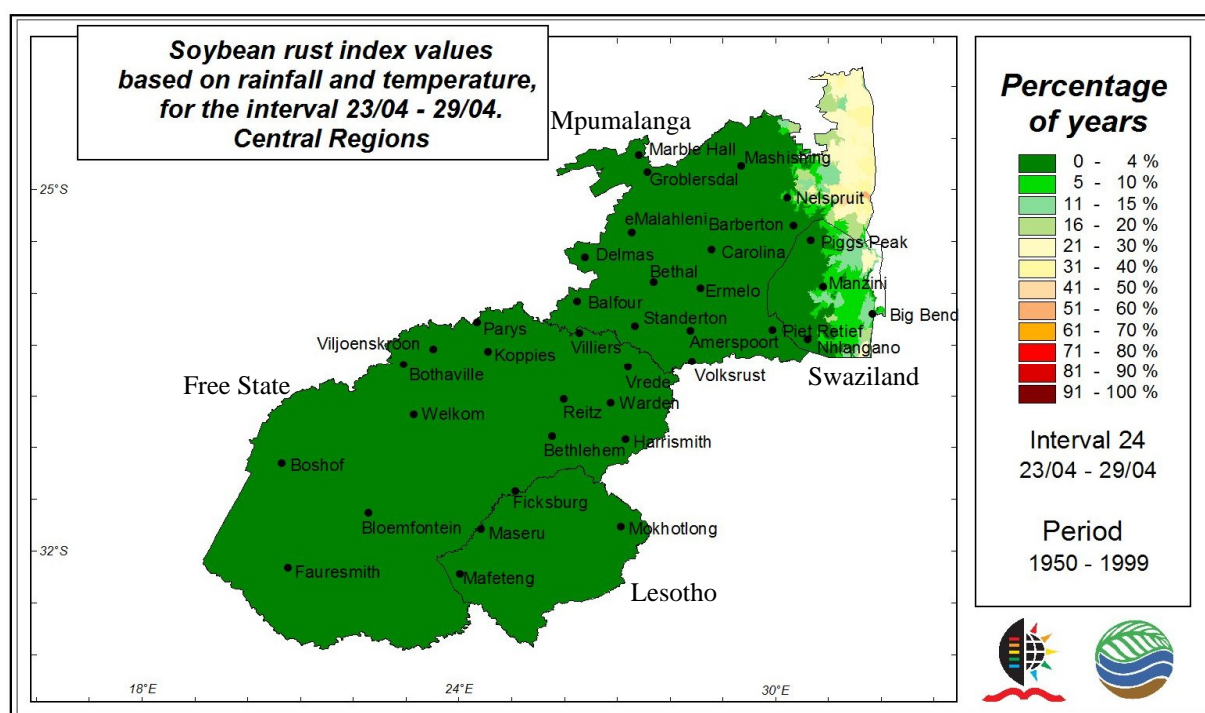 Soybean rust index values
based on rainfall and temperature,
for the interval 23/04 - 29/04.
Central Regions
Mpumalanga
Marble Hall
Mashishing
Groblersdal
25°S
Nelspruit
eMalahleni
Barberton
Piggs Peak
Delmas
Carolina
Bethal
Manzini
Ermelo
Balfour
Big Bend
Standerton
Parys
Piet Retief
Amerspoort
Viljoenskroon
Villiers
Nhlangano
Koppies
Volksrust
Bothaville
Vrede
Swaziland
Free State
Reitz
Warden
Welkom
Harrismith
Bethlehem
Boshof
Ficksburg
Bloemfontein
Maseru
Mokhotlong
32°S
Fauresmith
Mafeteng
Lesotho
18°E
24°E
30°E
Percentage
of years
0 - 4 %
5 - 10 %
11 - 15 %
16 - 20 %
21 - 30 %
31 - 40 %
41 - 50 %
51 - 60 %
61 - 70 %
71 - 80 %
81 - 90 %
91 - 100 %
Interval 24
23/04 - 29/04
Period
1950 - 1999